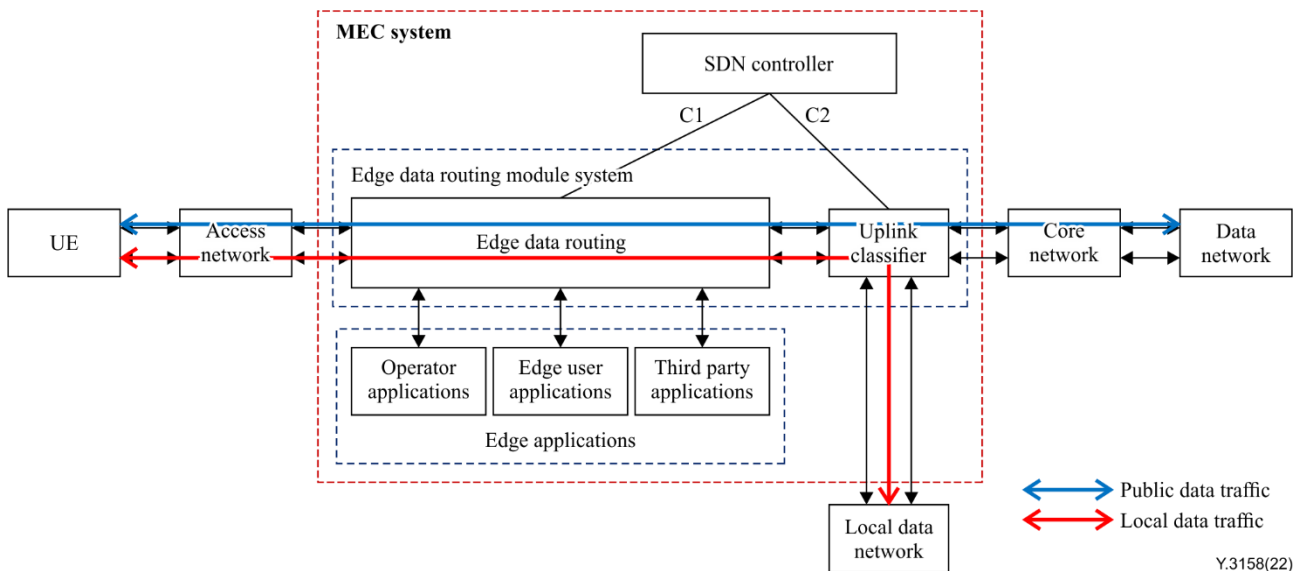 MEC system
SDN controller
C1
C2
Edge data routing module system
UE
Access
network
Edge data routing
Uplink
classifier
Core
network
Data
network
Operator
applications
Edge user
applications
Third party
applications
Edge applications
Local data
network
Public data traffic
Local data traffic
Y.3158(22)